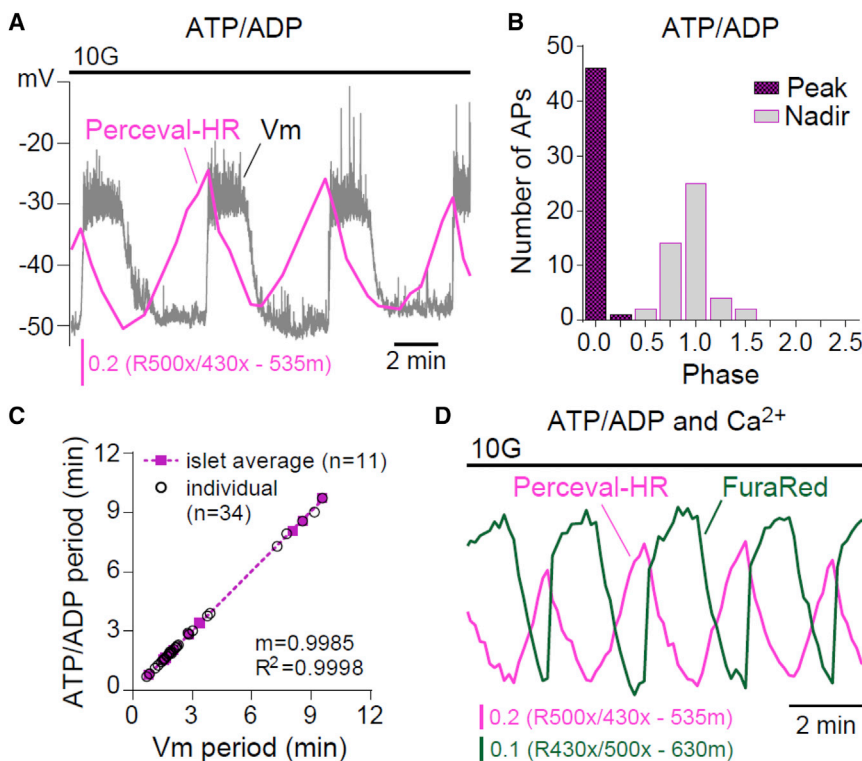 A
ATP/ADP
10G
mV
Perceval-HR
Vm
-20
-30
-40
-50
2 min
0.2 (R500x/430x - 535m)
B
ATP/ADP
Number of APs
50
40
30
20
10
0
Peak
Nadir
0.0
0.5
1.0
1.5
2.0
2.5
Phase
C
ATP/ADP period (min)
12
9
6
3
0
islet average (n=11)
individual
(n=34)
m=0.9985
R²=0.9998
0 3 6 9 12
Vm period (min)
D
ATP/ADP and Ca²⁺
10G
Perceval-HR
FuraRed
0.2 (R500x/430x - 535m)
0.1 (R430x/500x - 630m)
2 min